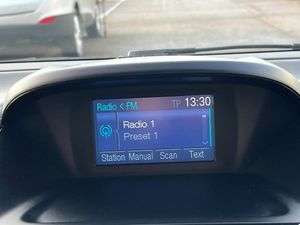 Radio < FM TP 13:30
Radio 1
Preset 1
Station Manual Scan Text